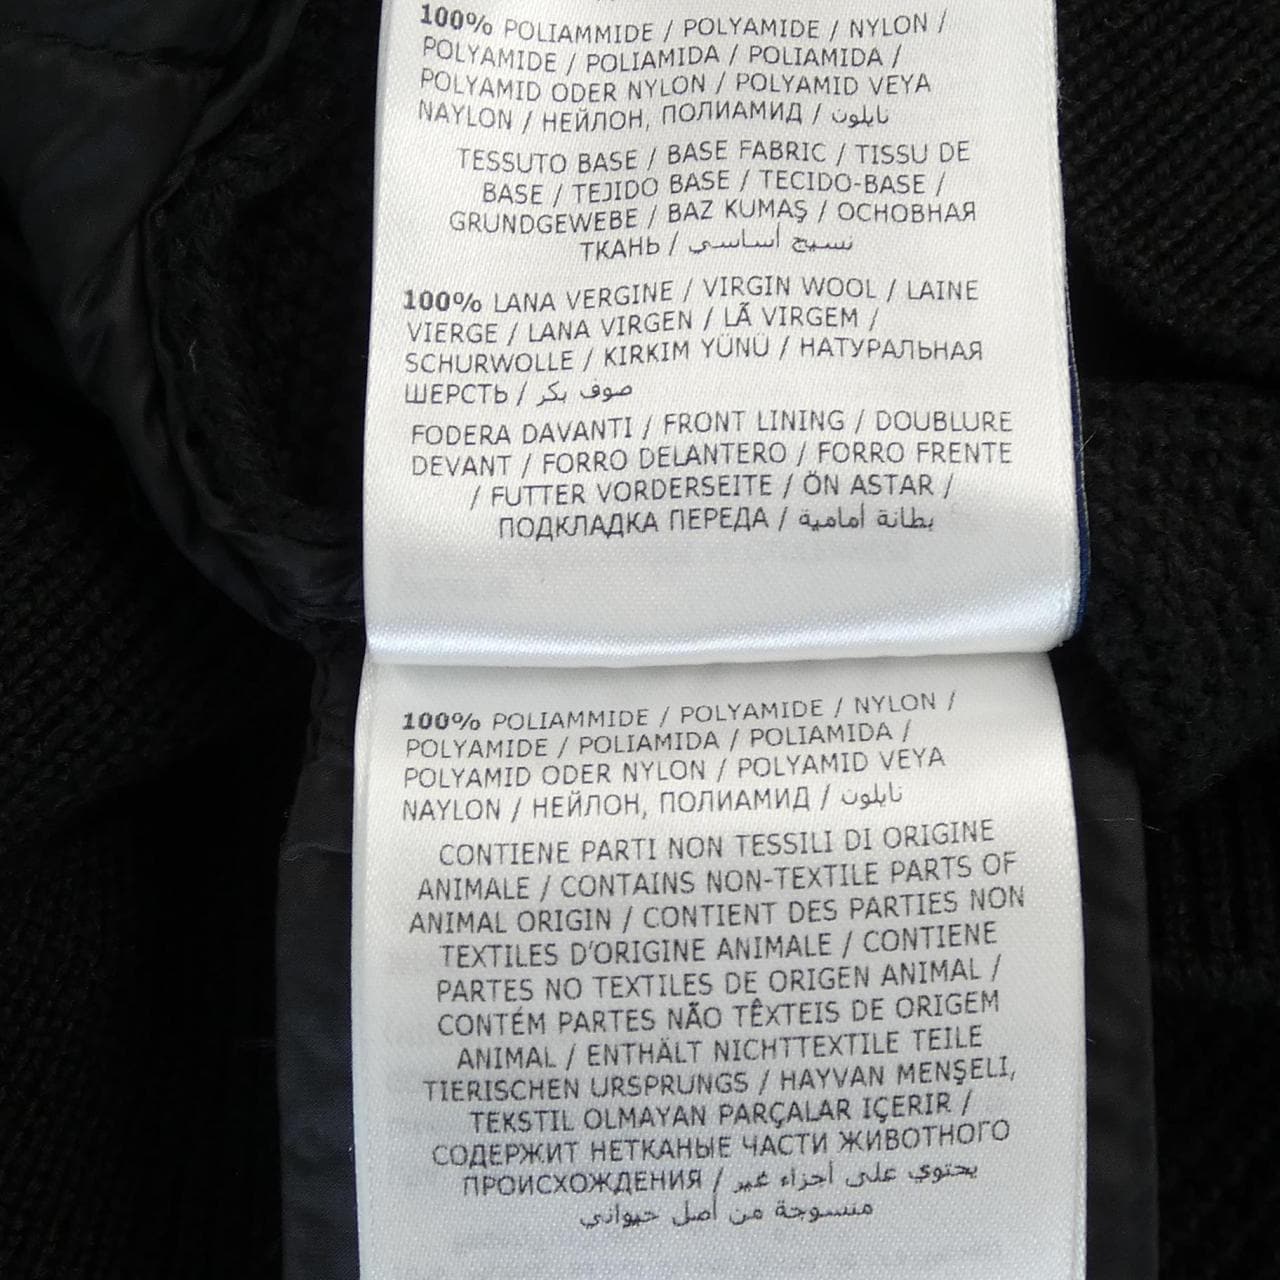 100% POLIAMMIDE / POLYAMIDE / NYLON /
POLYAMIDE / POLIAMIDA / POLIAMIDA /
POLYAMID ODER NYLON / POLYAMID VEYA
NAYLON / НЕЙЛОН, ПОЛИАМИД / نايلون
TESSUTO BASE / BASE FABRIC / TISSU DE
BASE / TEJIDO BASE / TECIDO-BASE /
GRUNDGEWEBE / BAZ KUMAŞ / ОСНОВНАЯ
ТКАНЬ / نسيج أساسي
100% LANA VERGINE / VIRGIN WOOL / LAINE
VIERGE / LANA VIRGEN / LÃ VIRGEM /
SCHURWOLLE / KIRKIM YÜNÜ / НАТУРАЛЬНАЯ
ШЕРСТЬ / صوف بكر
FODERA DAVANTI / FRONT LINING / DOUBLURE
DEVANT / FORRO DELANTERO / FORRO FRENTE
/ FUTTER VORDERSEITE / ÖN ASTAR /
ПОДКЛАДКА ПЕРЕДА / بطانة أمامية
100% POLIAMMIDE / POLYAMIDE / NYLON /
POLYAMIDE / POLIAMIDA / POLIAMIDA /
POLYAMID ODER NYLON / POLYAMID VEYA
NAYLON / НЕЙЛОН, ПОЛИАМИД / نايلون
CONTIENE PARTI NON TESSILI DI ORIGINE
ANIMALE / CONTAINS NON-TEXTILE PARTS OF
ANIMAL ORIGIN / CONTIENT DES PARTIES NON
TEXTILES D'ORIGINE ANIMALE / CONTIENE
PARTES NO TEXTILES DE ORIGEN ANIMAL /
CONTÉM PARTES NÃO TÊXTEIS DE ORIGEM
ANIMAL / ENTHÄLT NICHTTEXTILE TEILE
TIERISCHEN URSPRUNGS / HAYVAN MENŞELI,
TEKSTIL OLMAYAN PARÇALAR IÇERIR /
СОДЕРЖИТ НЕТКАНЫЕ ЧАСТИ ЖИВОТНОГО
ПРОИСХОЖДЕНИЯ / يحتوي على أجزاء غير
منسوجة من أصل حيواني